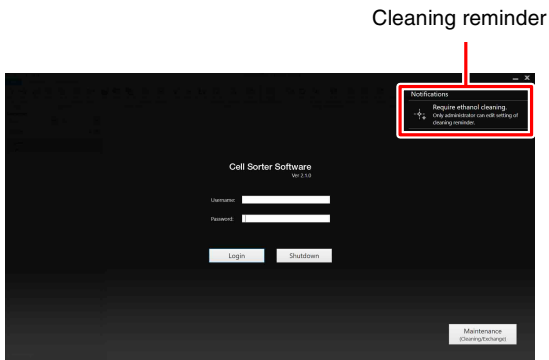 Cleaning reminder
Notifications
Require ethanol cleaning.
Only administrator can edit setting of
cleaning reminder.
Cell Sorter Software
Ver 2.1.0
Username:
Password:
Login
Shutdown
Maintenance
(Cleaning/Exchange)